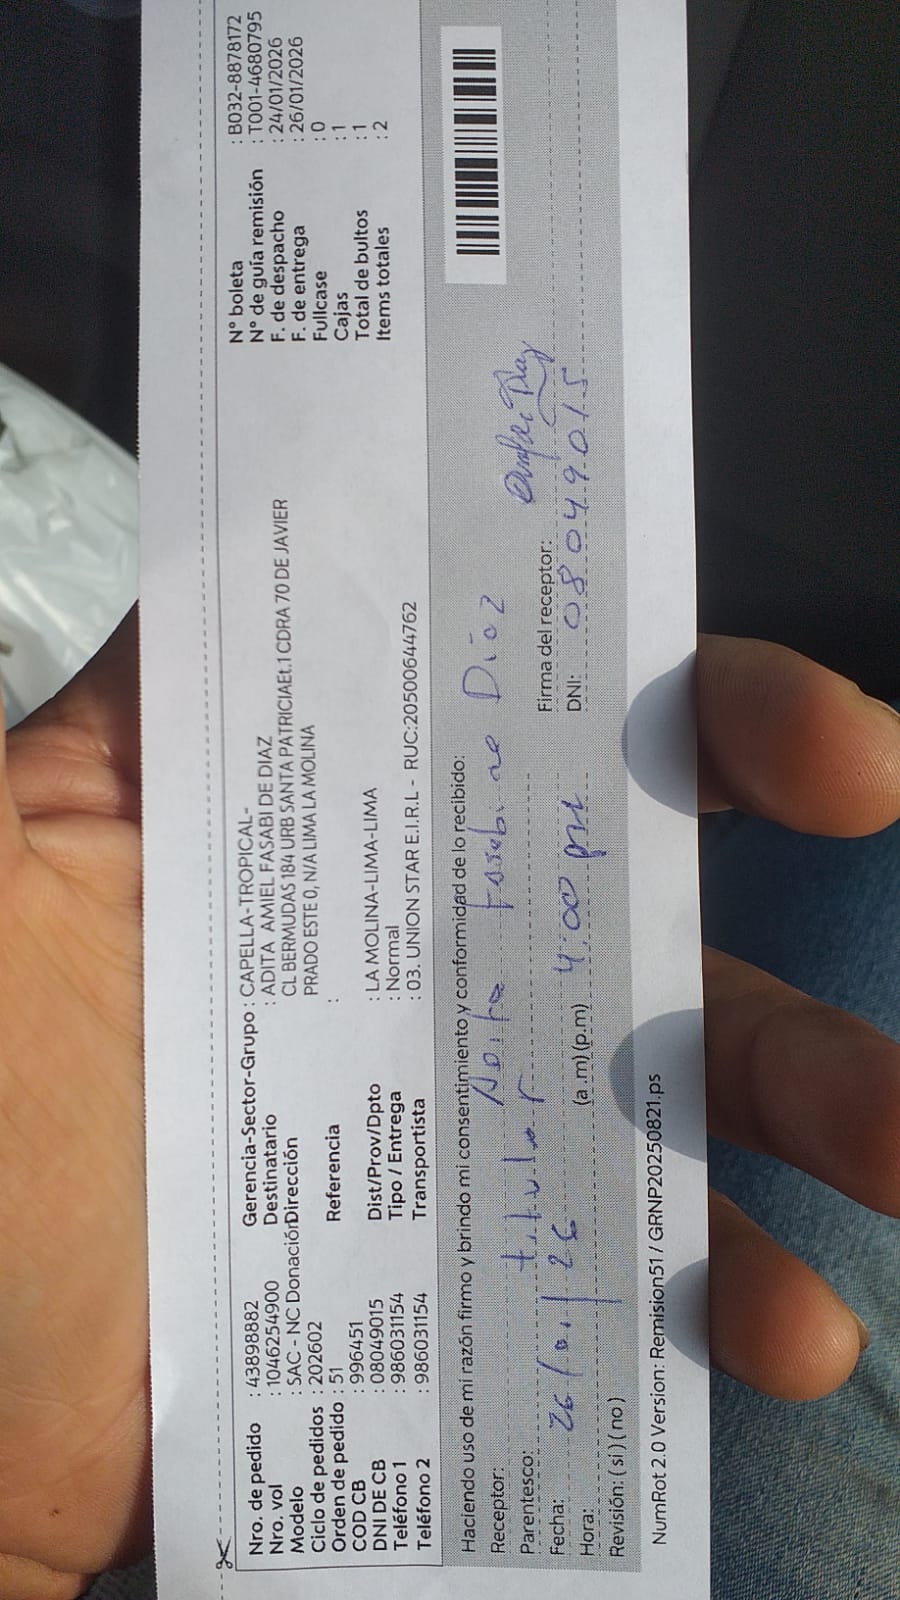 Nro. de pedido : 43898882 Gerencia-Sector-Grupo : CAPELLA-TROPICAL- N° boleta : B032-8878172
Nro. vol : 1046254900 Destinatario : ADITA AMIEL FASABI DE DIAZ N° de guía remisión : T001-4680795
Modelo : SAC - NC Donación Dirección CL BERMUDAS 184 URB SANTA PATRICIAEt.1 CDRA 70 DE JAVIER F. de despacho : 24/01/2026
Ciclo de pedidos : 202602 PRADO ESTE 0, N/A LIMA LA MOLINA F. de entrega : 26/01/2026
Orden de pedido : 51 Referencia : Fullcase : 0
COD CB : 996451 Cajas : 1
DNI DE CB : 08049015 Dist/Prov/Dpto : LA MOLINA-LIMA-LIMA Total de bultos : 1
Teléfono 1 : 986031154 Tipo / Entrega : Normal Items totales : 2
Teléfono 2 : 986031154 Transportista : 03. UNION STAR E.I.R.L - RUC:20500644762
Haciendo uso de mi razón firmo y brindo mi consentimiento y conformidad de lo recibido:
Receptor: Díaz
Parentesco: titular Firma del receptor:
Fecha: 26/01/26 DNI: 08049015
Hora: (a.m)(p.m) 4:00 pm
Revisión: ( si ) ( no )
NumRot 2.0 Version: Remision51 / GRNP20250821.ps